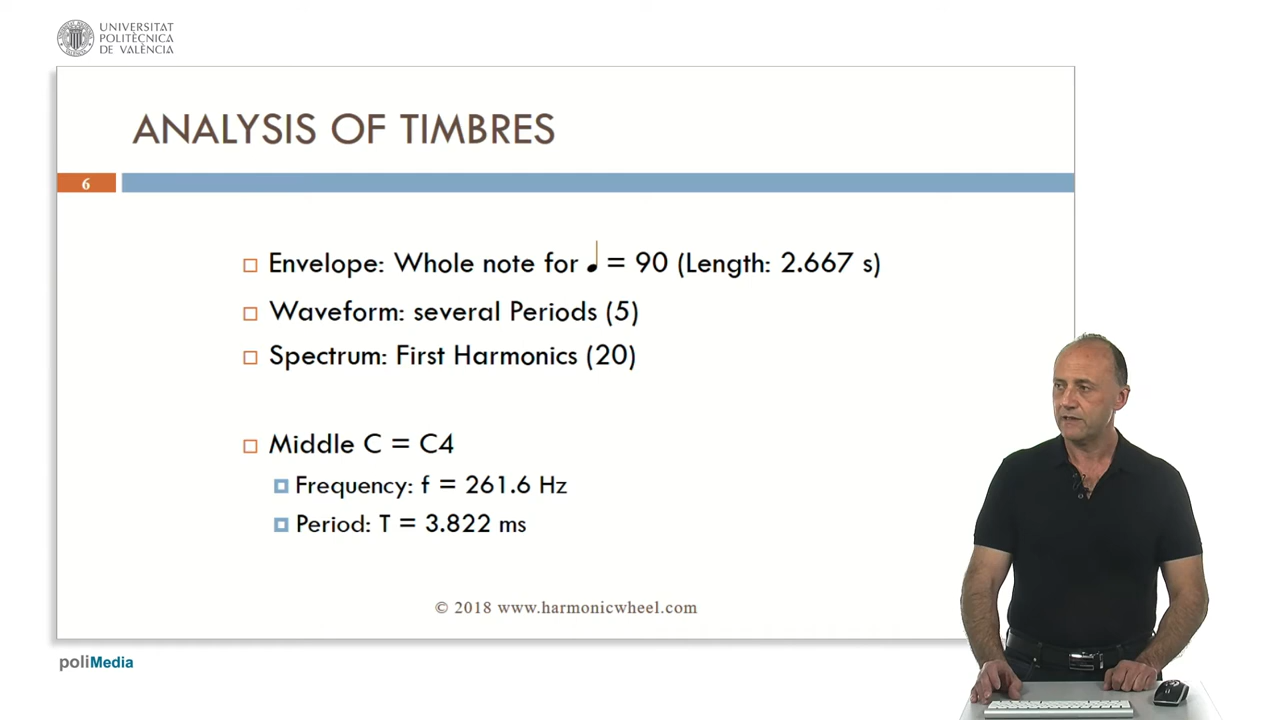 UNIVERSITAT
POLITÈCNICA
DE VALÈNCIA
ANALYSIS OF TIMBRES
6
Envelope: Whole note for ♩ = 90 (Length: 2.667 s)
Waveform: several Periods (5)
Spectrum: First Harmonics (20)
Middle C = C4
Frequency: f = 261.6 Hz
Period: T = 3.822 ms
© 2018 www.harmonicwheel.com
poliMedia